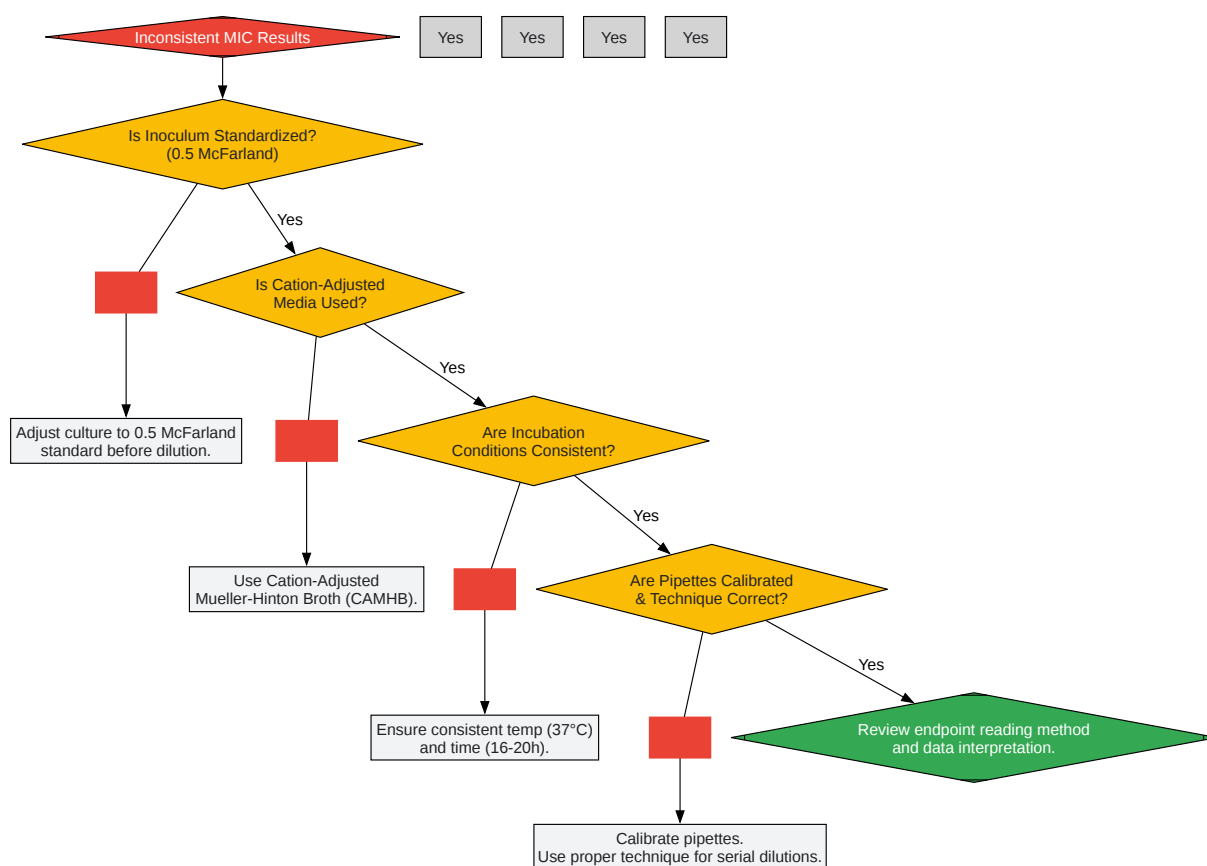 Inconsistent MIC Results
Yes
Yes
Yes
Yes
Is Inoculum Standardized?
(0.5 McFarland)
Yes
Is Cation-Adjusted
Media Used?
Yes
Adjust culture to 0.5 McFarland
standard before dilution.
Are Incubation
Conditions Consistent?
Yes
Use Cation-Adjusted
Mueller-Hinton Broth (CAMHB).
Are Pipettes Calibrated
& Technique Correct?
Yes
Ensure consistent temp (37°C)
and time (16-20h).
Review endpoint reading method
and data interpretation.
Calibrate pipettes.
Use proper technique for serial dilutions.